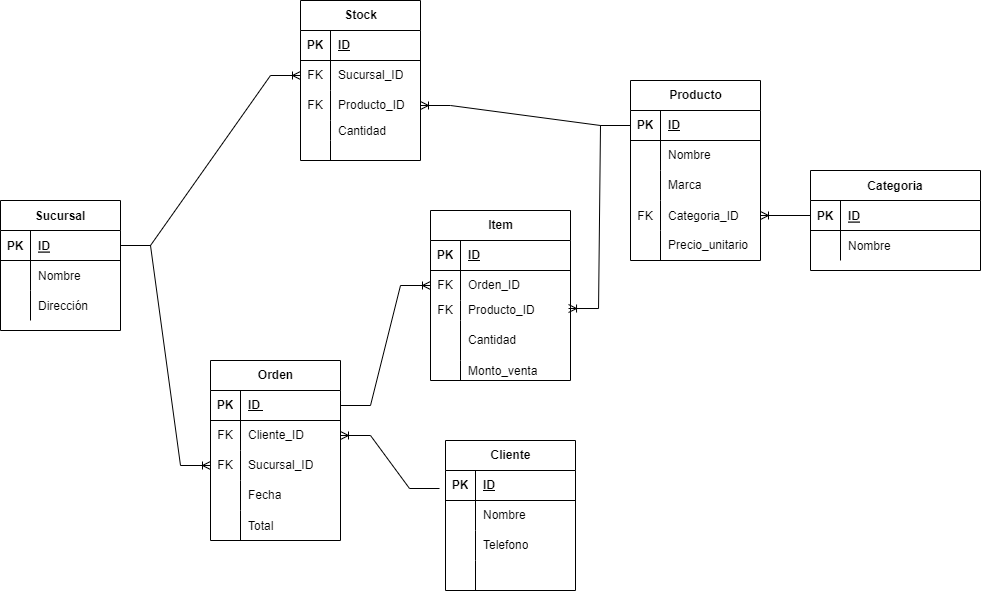 Stock
PK ID
FK Sucursal_ID
FK Producto_ID
Cantidad
Producto
PK ID
Nombre
Marca
FK Categoria_ID
Precio_unitario
Categoria
PK ID
Nombre
Sucursal
PK ID
Nombre
Dirección
Item
PK ID
FK Orden_ID
FK Producto_ID
Cantidad
Monto_venta
Orden
PK ID
FK Cliente_ID
FK Sucursal_ID
Fecha
Total
Cliente
PK ID
Nombre
Telefono